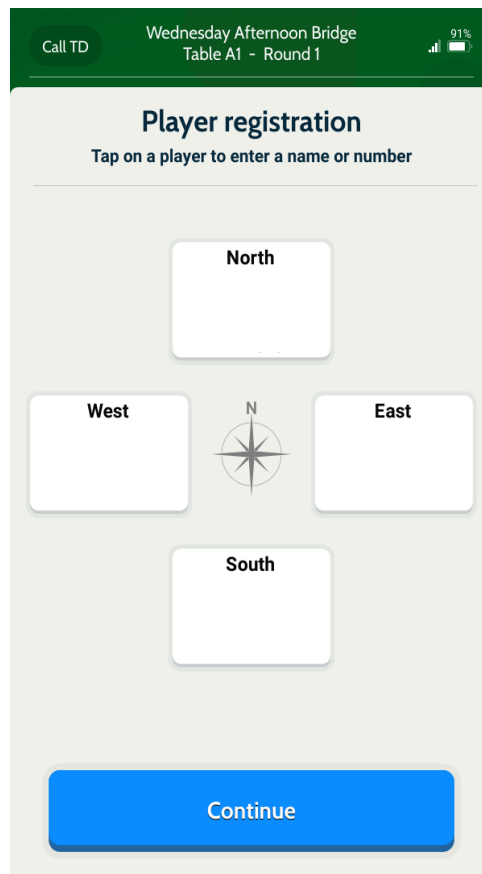 Call TD
Wednesday Afternoon Bridge
Table A1 - Round 1
91%
Player registration
Tap on a player to enter a name or number
North
West
N
East
South
Continue